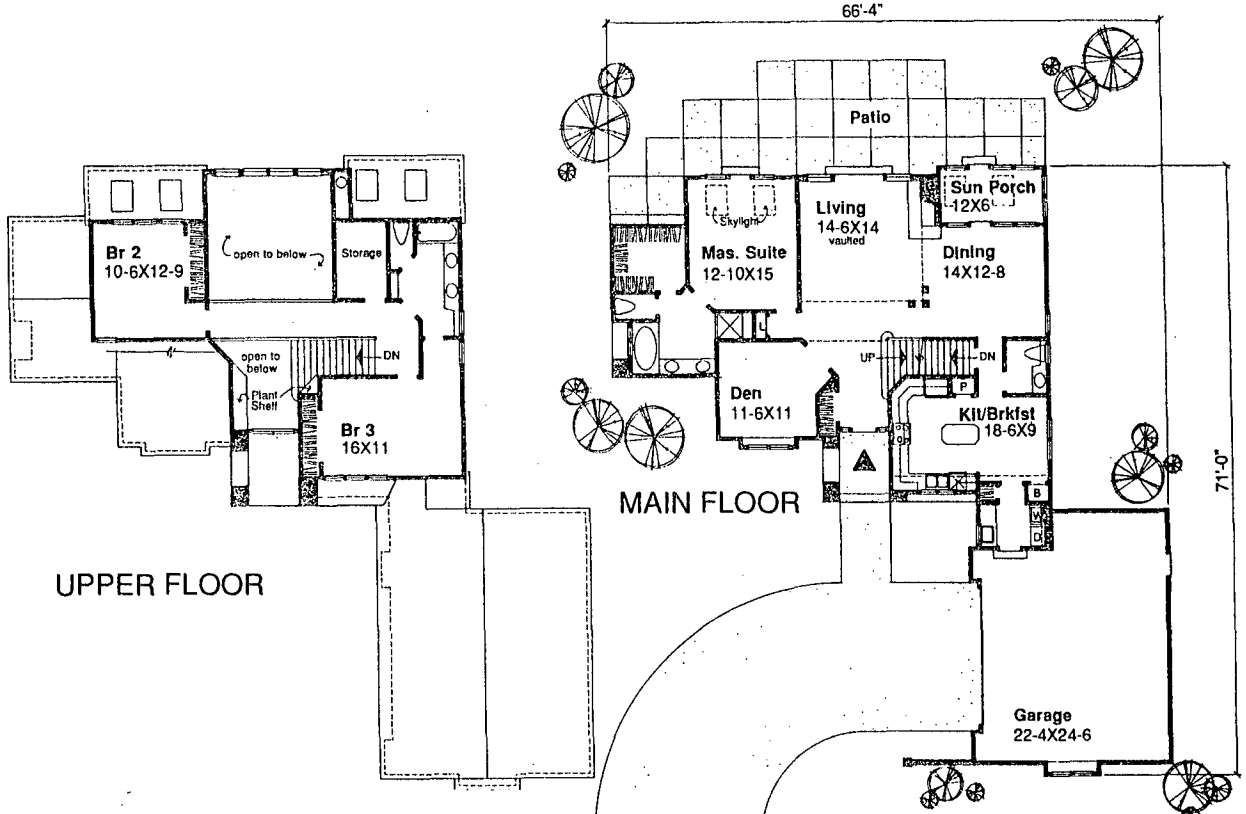 66'-4"
Patio
Sun Porch
12X6
Living
14-6X14
vaulted
Skylight
Mas. Suite
12-10X15
Dining
14X12-8
L
UP
DN
P
Den
11-6X11
Kit/Brkfst
18-6X9
B
W
D
MAIN FLOOR
71'-0"
Garage
22-4X24-6
Br 2
10-6X12-9
open to below
Storage
open to
below
DN
Plant
Shelf
Br 3
16X11
UPPER FLOOR